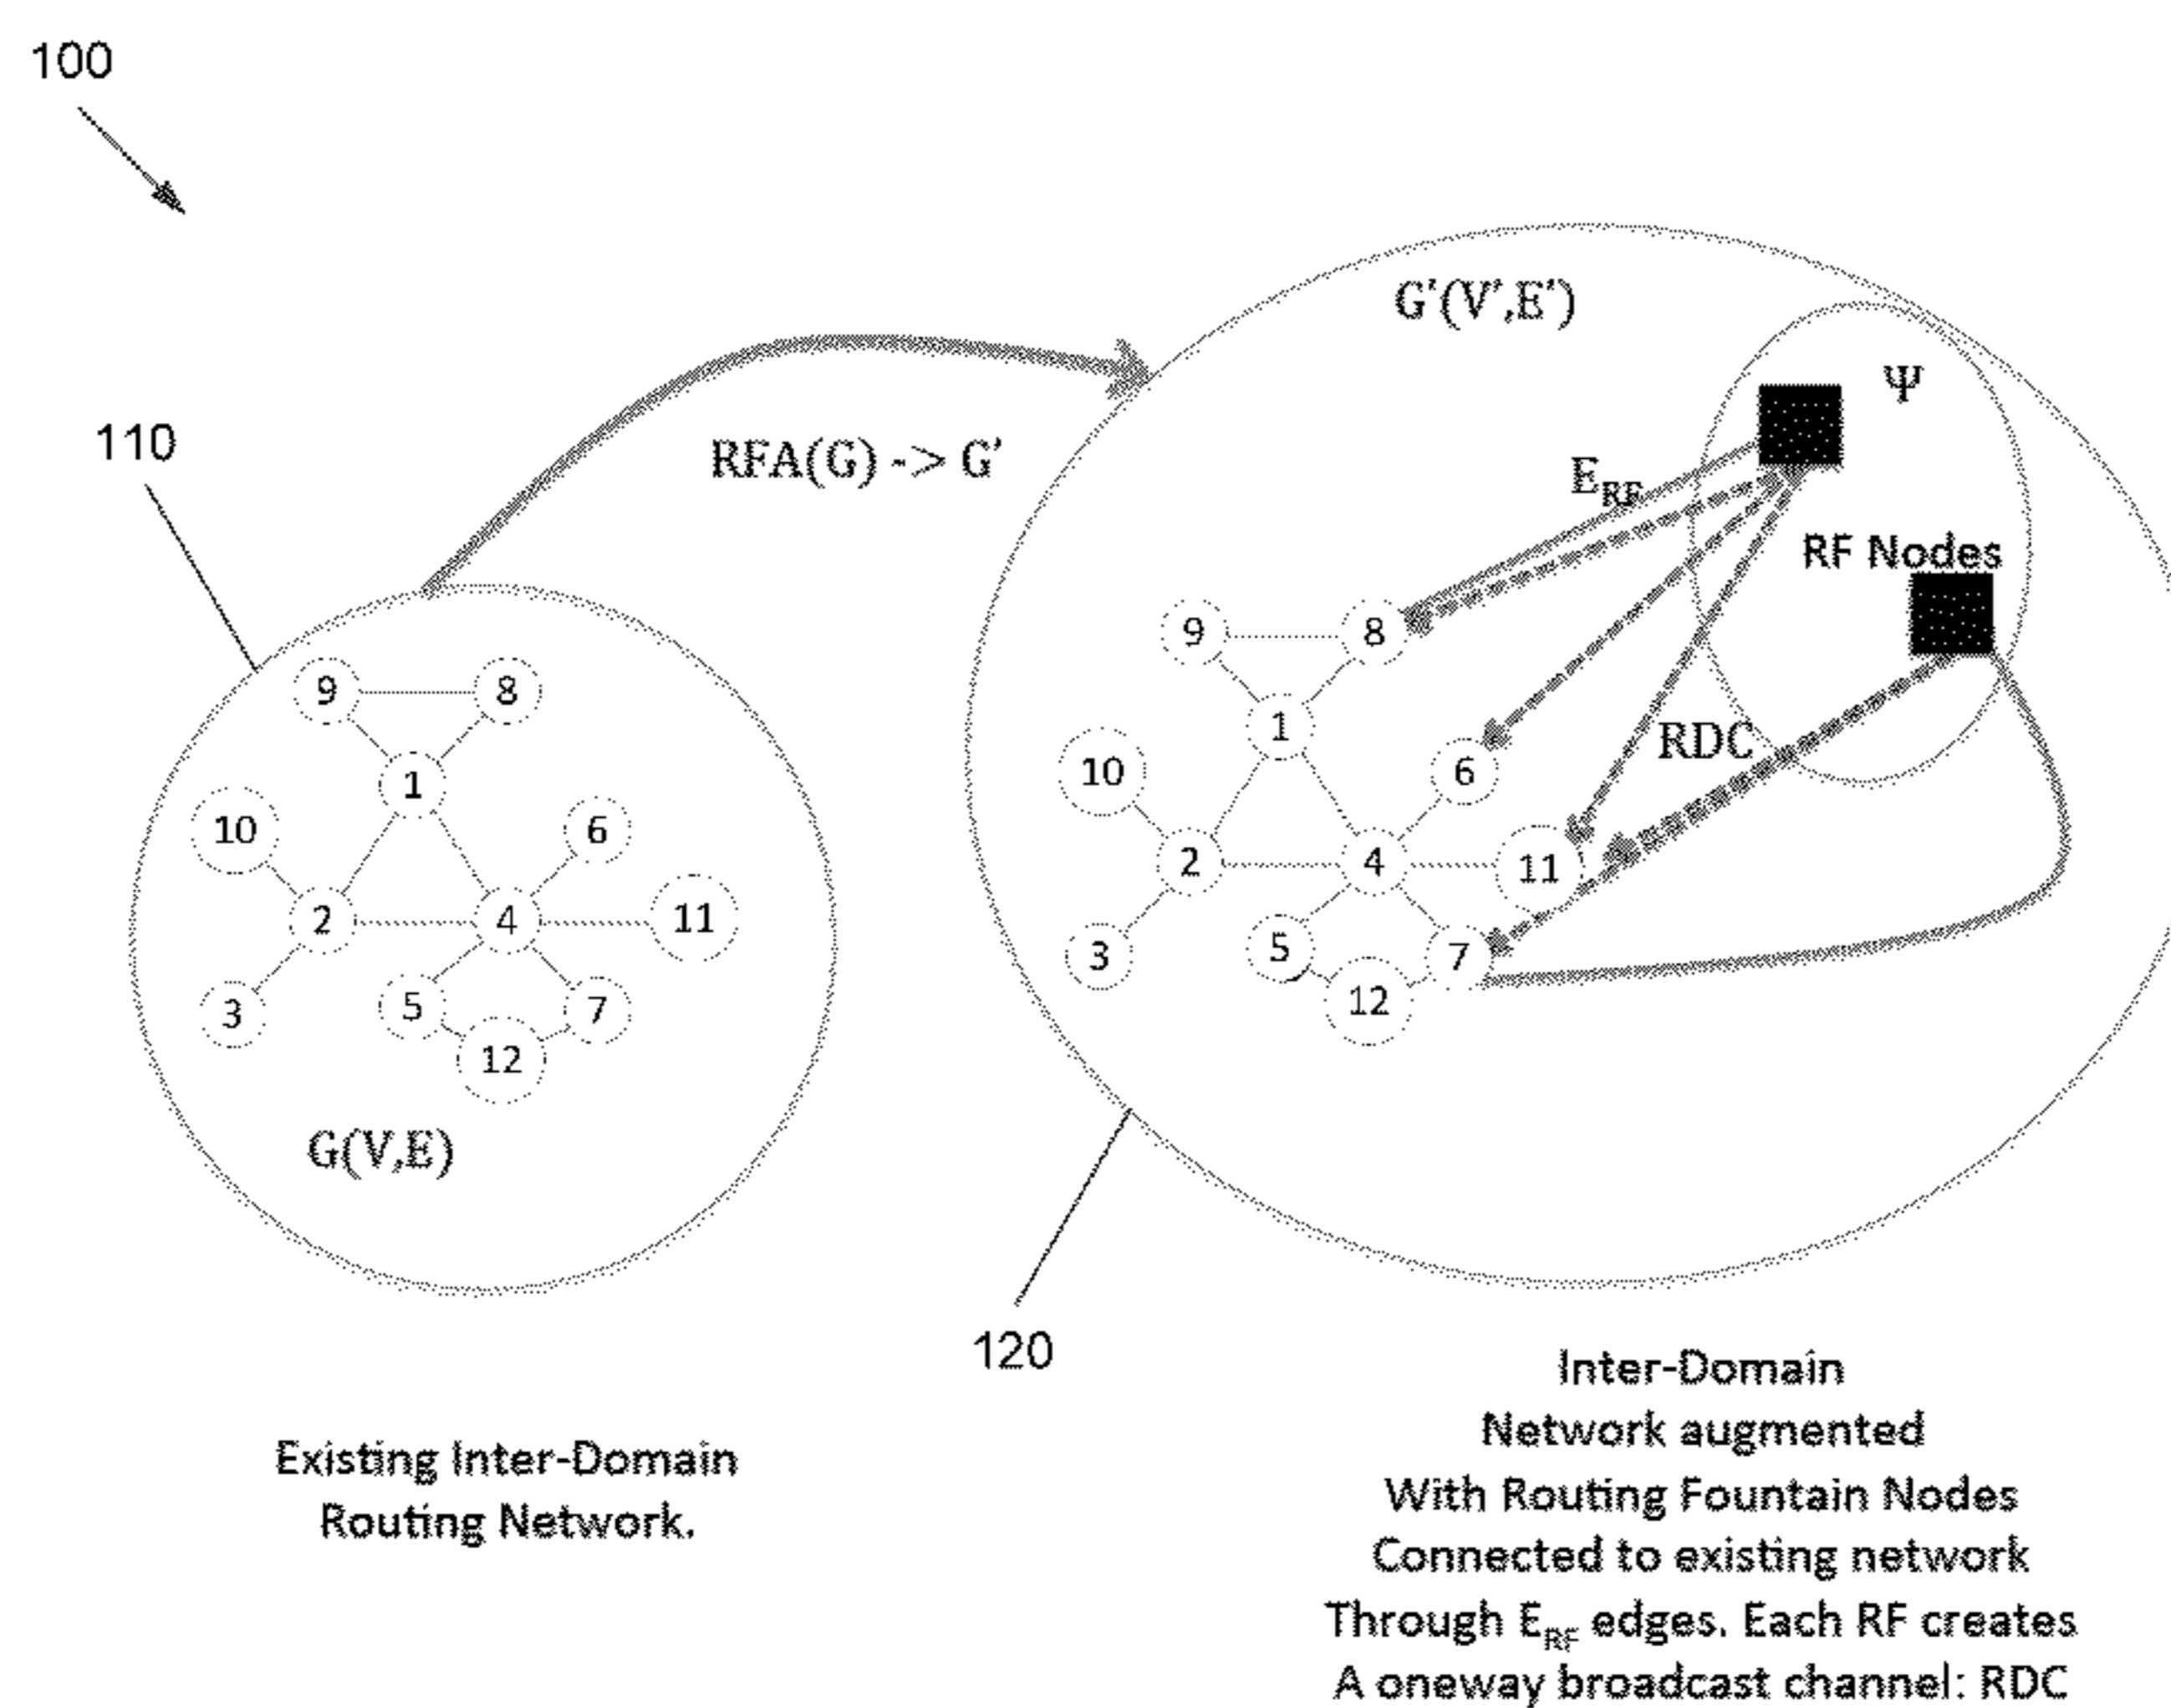 100
110
RFA(G) -> G'
G'(V',E')
Ψ
E_RF
RF Nodes
RDC
9
8
1
10
6
2
4
11
3
5
7
12
G(V,E)
9
8
1
10
6
2
4
11
3
5
7
12
120
Existing Inter-Domain
Routing Network.
Inter-Domain
Network augmented
With Routing Fountain Nodes
Connected to existing network
Through E_RF edges. Each RF creates
A oneway broadcast channel: RDC